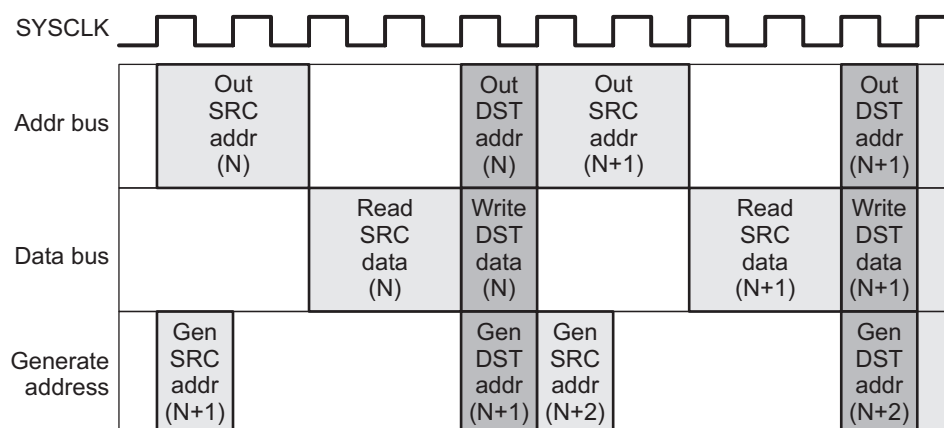 SYSCLK
Addr bus
Out
SRC
addr
(N)
Out
DST
addr
(N)
Out
SRC
addr
(N+1)
Out
DST
addr
(N+1)
Data bus
Read
SRC
data
(N)
Write
DST
data
(N)
Read
SRC
data
(N+1)
Write
DST
data
(N+1)
Generate
address
Gen
SRC
addr
(N+1)
Gen
DST
addr
(N+1)
Gen
SRC
addr
(N+2)
Gen
DST
addr
(N+2)